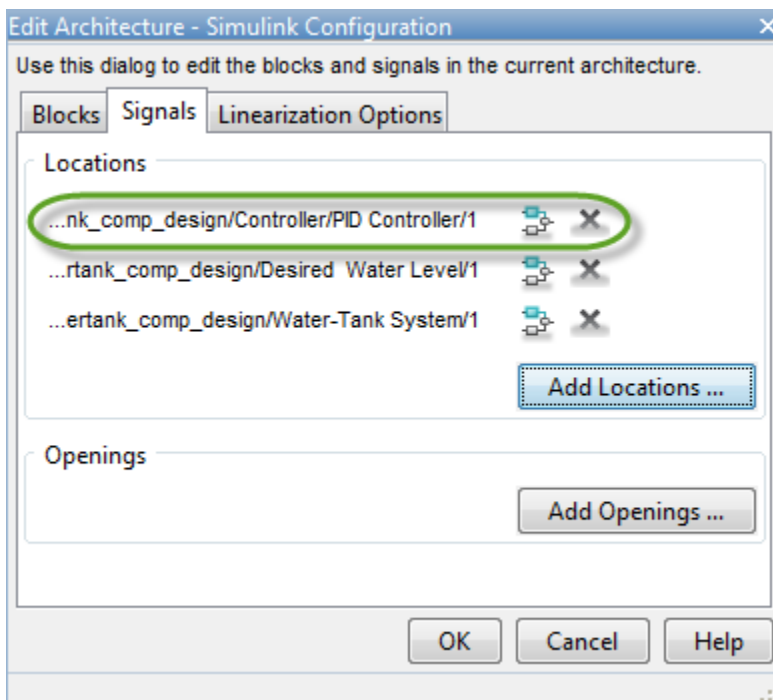 Edit Architecture - Simulink Configuration
Use this dialog to edit the blocks and signals in the current architecture.
Blocks Signals Linearization Options
Locations
...nk_comp_design/Controller/PID Controller/1
...rtank_comp_design/Desired  Water Level/1
...ertank_comp_design/Water-Tank System/1
Add Locations ...
Openings
Add Openings ...
OK Cancel Help